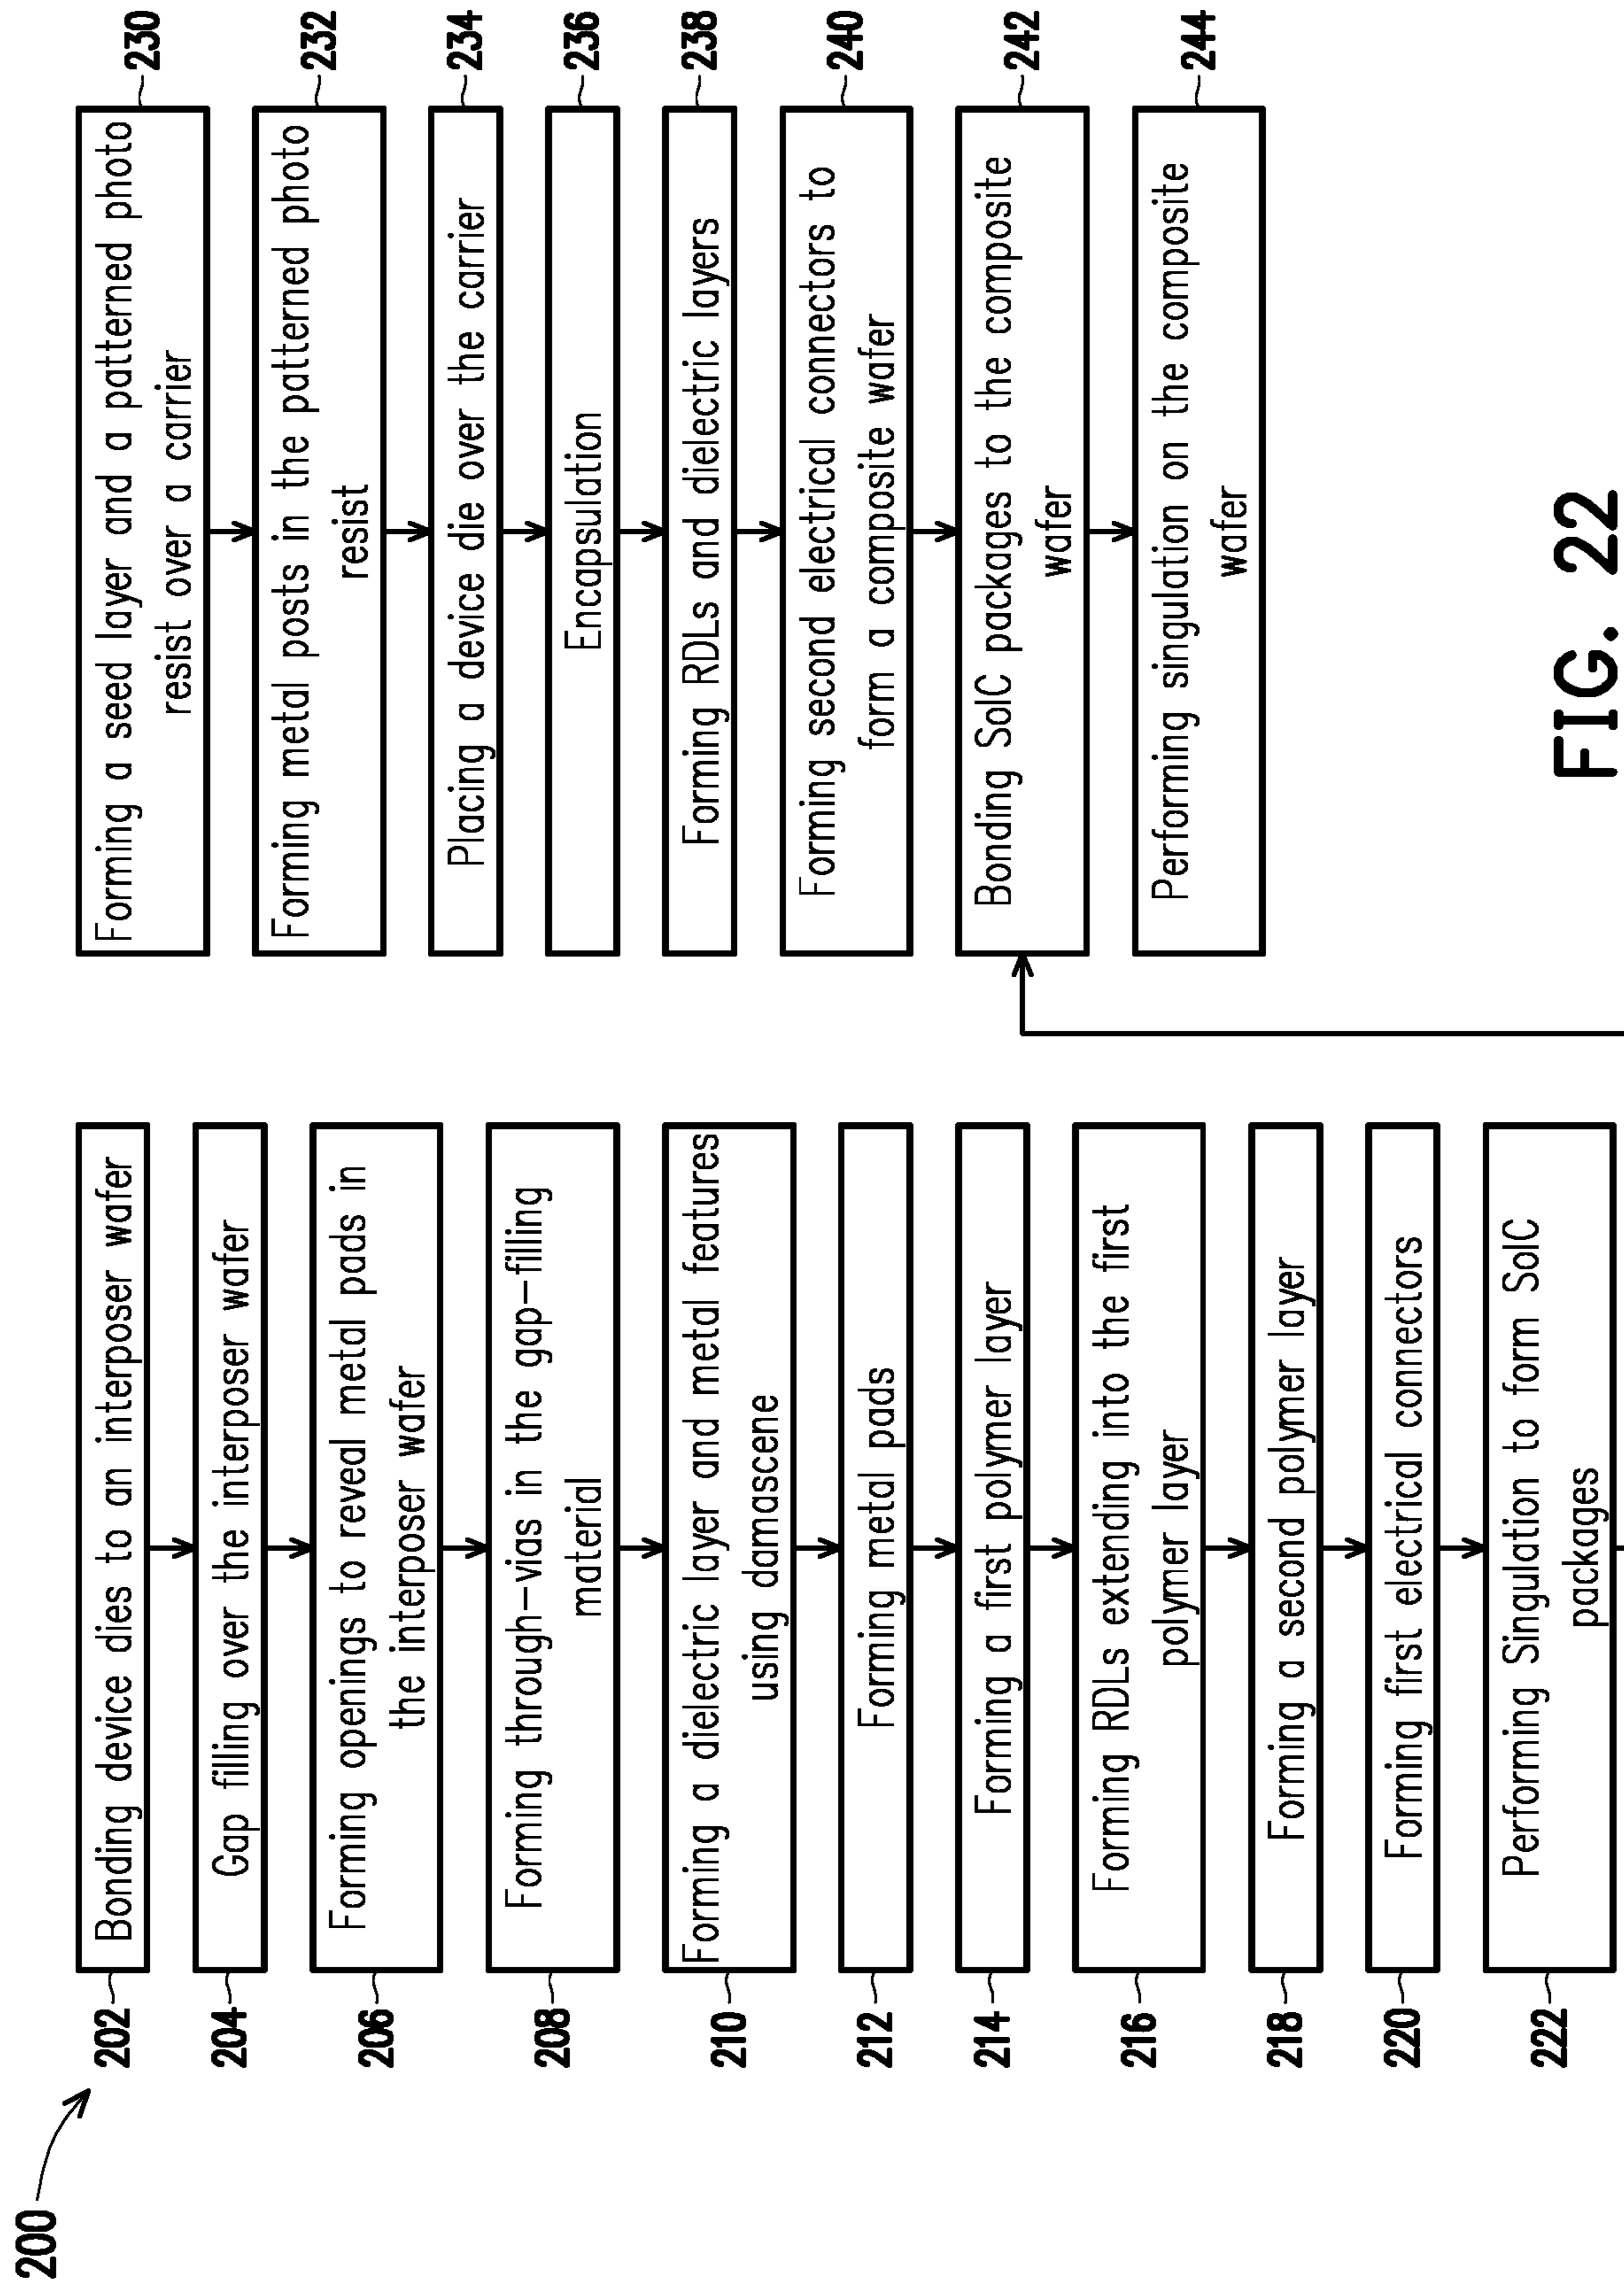 200
202
Bonding device dies to an interposer wafer
204
Gap filling over the interposer wafer
206
Forming openings to reveal metal pads in
the interposer wafer
208
Forming through-vias in the gap-filling
material
210
Forming a dielectric layer and metal features
using damascene
212
Forming metal pads
214
Forming a first polymer layer
216
Forming RDLs extending into the first
polymer layer
218
Forming a second polymer layer
220
Forming first electrical connectors
222
Performing Singulation to form SoIC
packages
Forming a seed layer and a patterned photo
resist over a carrier
230
Forming metal posts in the patterned photo
resist
232
Placing a device die over the carrier
234
Encapsulation
236
Forming RDLs and dielectric layers
238
Forming second electrical connectors to
form a composite wafer
240
Bonding SoIC packages to the composite
wafer
242
Performing singulation on the composite
wafer
244
FIG. 22